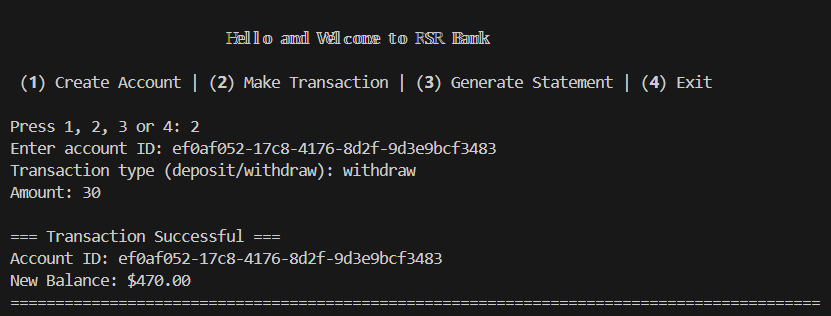 Hello and Welcome to RSR Bank
(1) Create Account | (2) Make Transaction | (3) Generate Statement | (4) Exit
Press 1, 2, 3 or 4: 2
Enter account ID: ef0af052-17c8-4176-8d2f-9d3e9bcf3483
Transaction type (deposit/withdraw): withdraw
Amount: 30
=== Transaction Successful ===
Account ID: ef0af052-17c8-4176-8d2f-9d3e9bcf3483
New Balance: $470.00
==========================================================================================